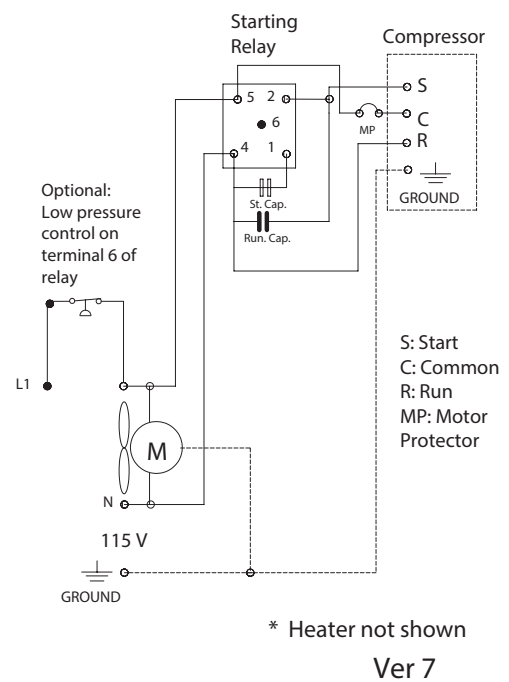 Starting
Relay
Compressor
5 2
6
4 1
S
MP
C
R
St. Cap.
GROUND
Run. Cap.
Optional:
Low pressure
control on
terminal 6 of
relay
L1
S: Start
C: Common
R: Run
MP: Motor
Protector
M
N
115 V
GROUND
* Heater not shown
Ver 7